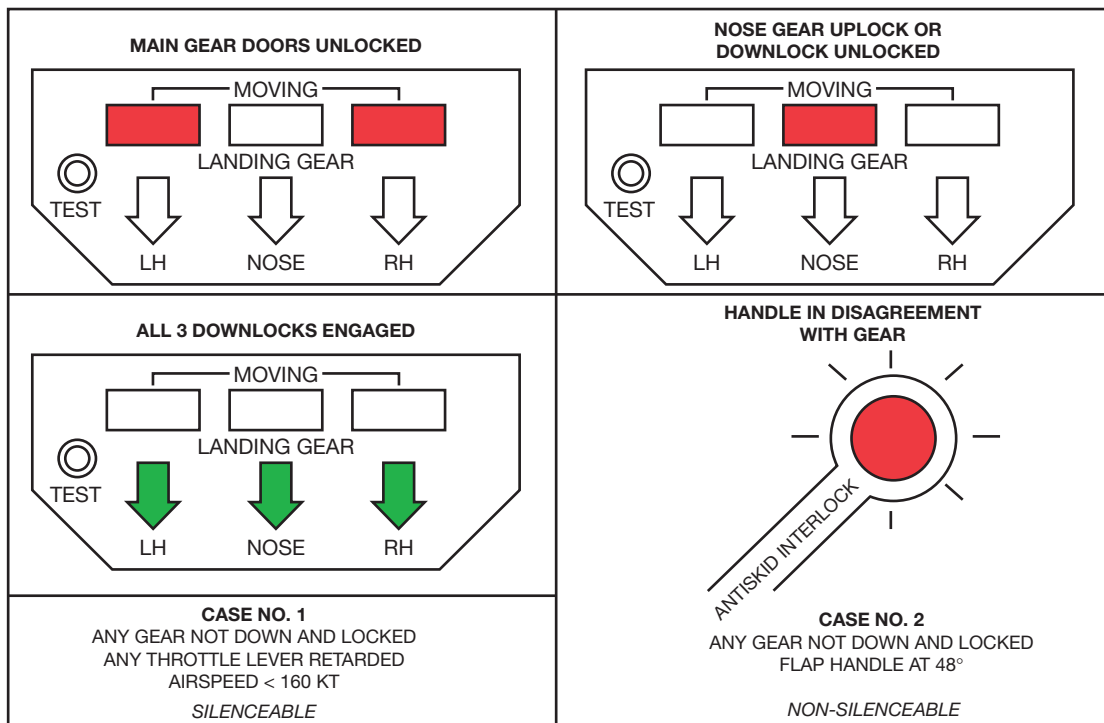 MAIN GEAR DOORS UNLOCKED
MOVING
LANDING GEAR
TEST
LH NOSE RH
NOSE GEAR UPLOCK OR
DOWNLOCK UNLOCKED
MOVING
LANDING GEAR
TEST
LH NOSE RH
ALL 3 DOWNLOCKS ENGAGED
MOVING
LANDING GEAR
TEST
LH NOSE RH
HANDLE IN DISAGREEMENT
WITH GEAR
ANTISKID INTERLOCK
CASE NO. 1
ANY GEAR NOT DOWN AND LOCKED
ANY THROTTLE LEVER RETARDED
AIRSPEED < 160 KT
SILENCEABLE
CASE NO. 2
ANY GEAR NOT DOWN AND LOCKED
FLAP HANDLE AT 48°
NON-SILENCEABLE